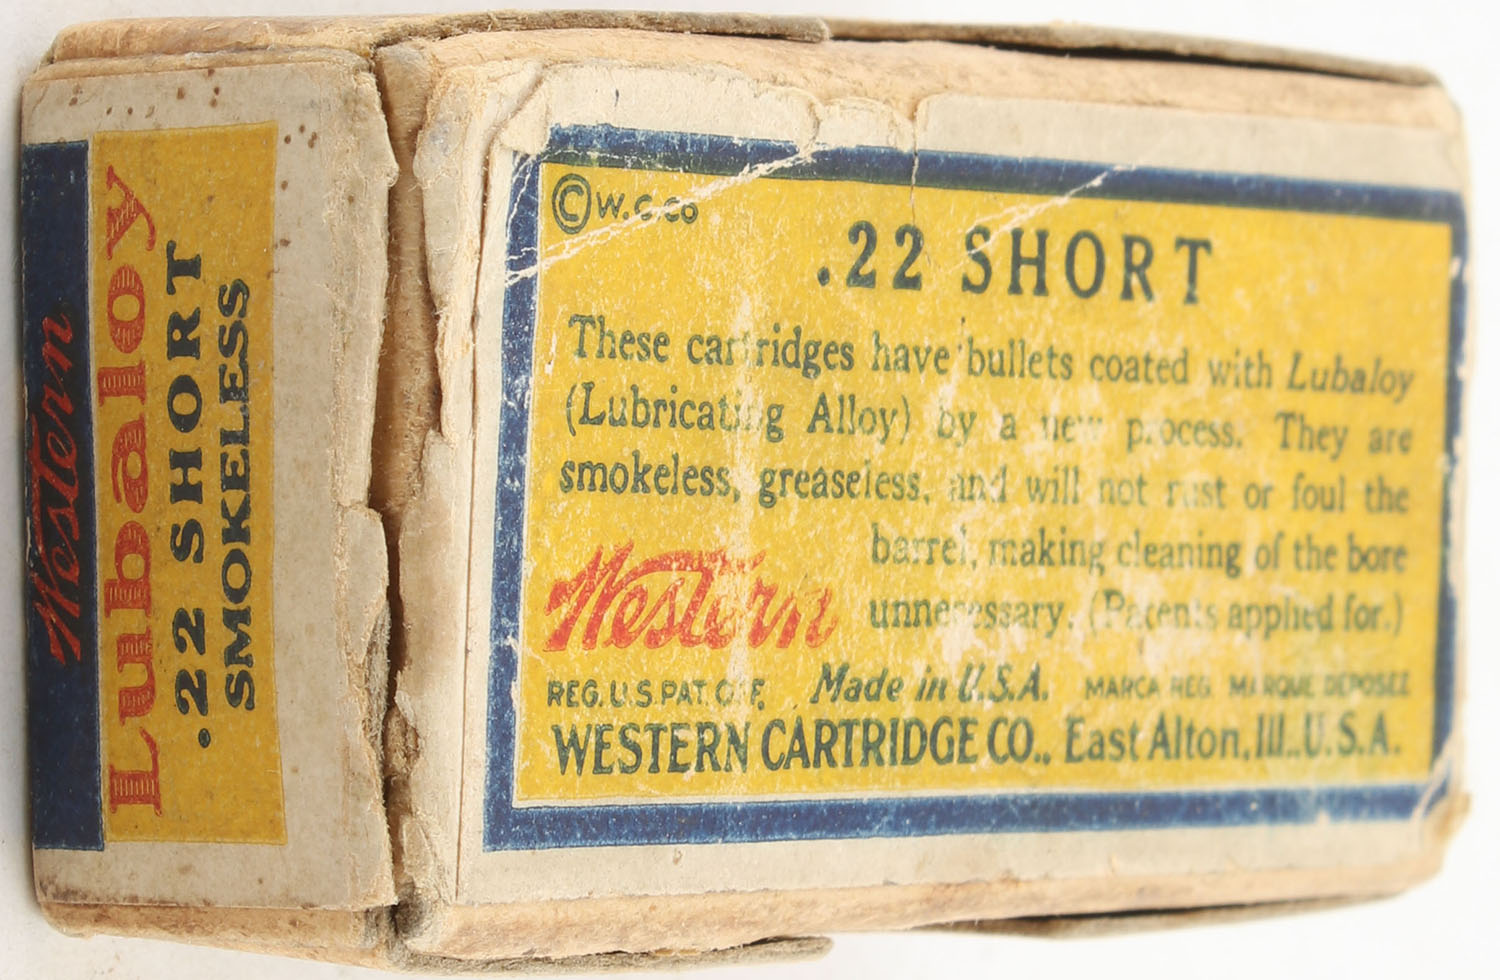 Western
Lubaloy
.22 SHORT
SMOKELESS
©W.C.Co
.22 SHORT
These cartridges have bullets coated with Lubaloy
(Lubricating Alloy) by a new process. They are
smokeless, greaseless, and will not rust or foul the
barrel, making cleaning of the bore
unnecessary. (Patents applied for.)
Western
REG. U.S. PAT. OFF. Made in U.S.A. MARCA REG. MARQUE DEPOSEE
WESTERN CARTRIDGE CO., East Alton, Ill., U.S.A.